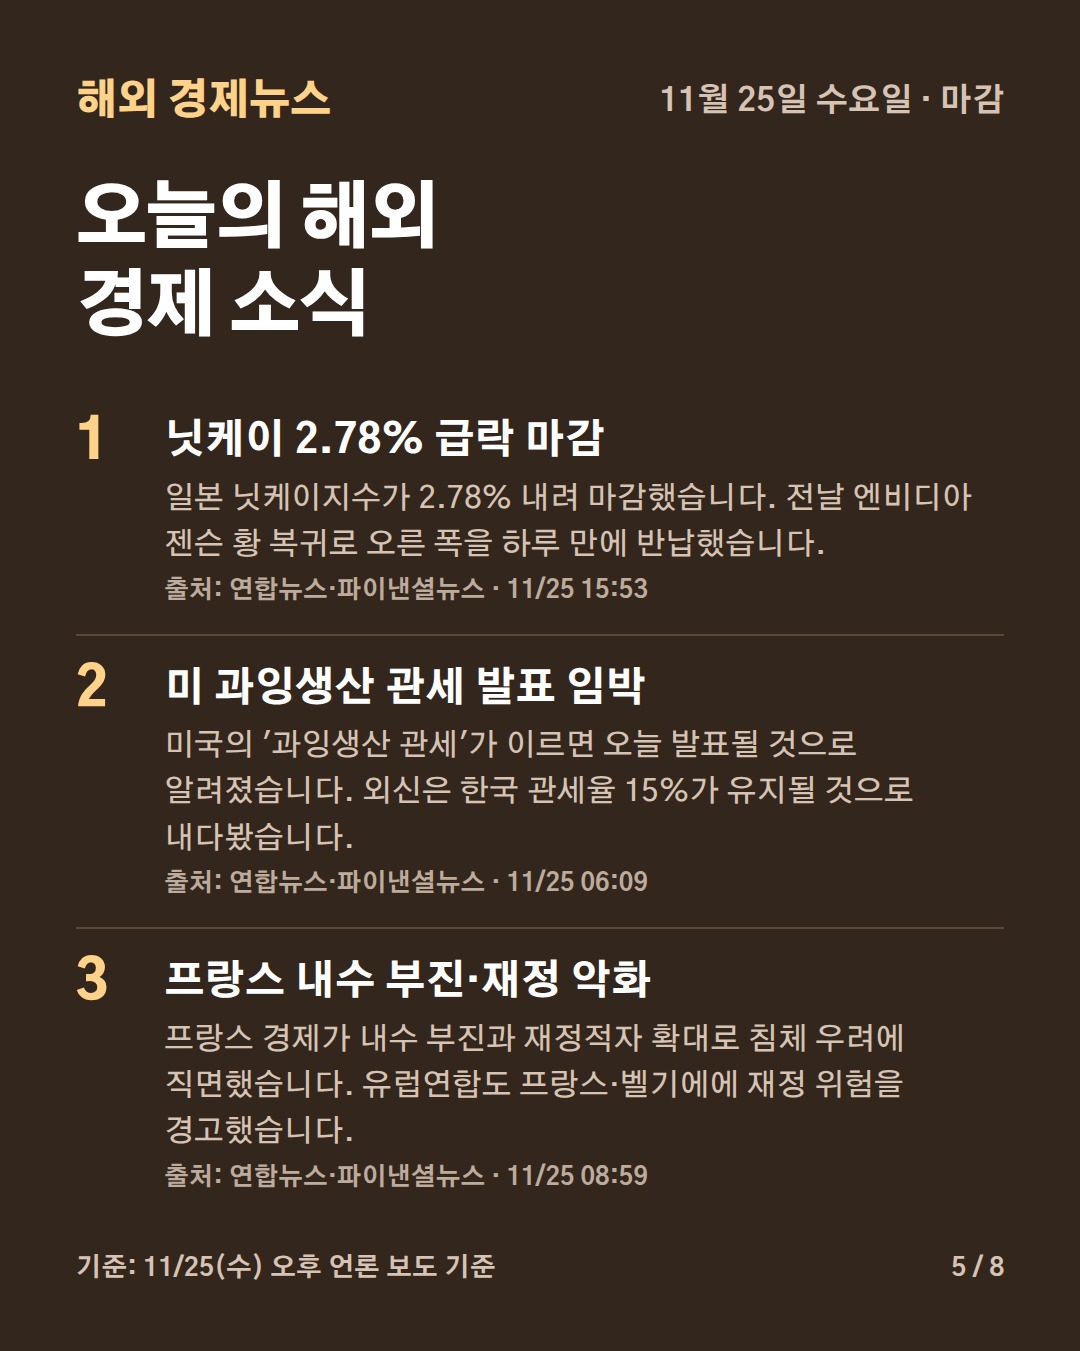 해외 경제뉴스
11월 25일 수요일 · 마감
오늘의 해외
경제 소식
1
닛케이 2.78% 급락 마감
일본 닛케이지수가 2.78% 내려 마감했습니다. 전날 엔비디아
젠슨 황 복귀로 오른 폭을 하루 만에 반납했습니다.
출처: 연합뉴스·파이낸셜뉴스 · 11/25 15:53
2
미 과잉생산 관세 발표 임박
미국의 '과잉생산 관세'가 이르면 오늘 발표될 것으로
알려졌습니다. 외신은 한국 관세율 15%가 유지될 것으로
내다봤습니다.
출처: 연합뉴스·파이낸셜뉴스 · 11/25 06:09
3
프랑스 내수 부진·재정 악화
프랑스 경제가 내수 부진과 재정적자 확대로 침체 우려에
직면했습니다. 유럽연합도 프랑스·벨기에에 재정 위험을
경고했습니다.
출처: 연합뉴스·파이낸셜뉴스 · 11/25 08:59
기준: 11/25(수) 오후 언론 보도 기준
5 / 8